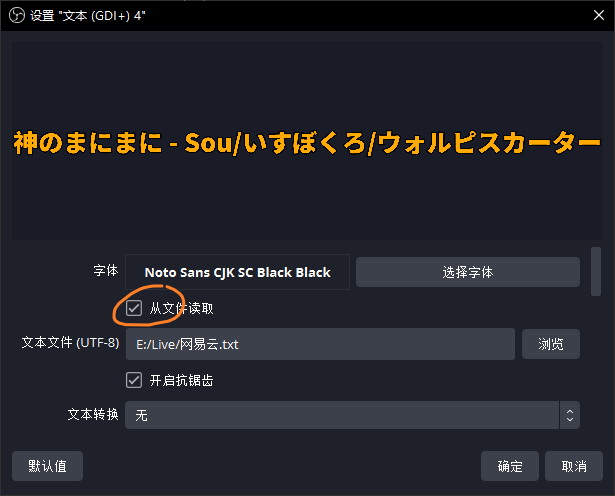 设置 "文本 (GDI+) 4"
神のまにまに - Sou/いすぼくろ/ウォルピスカーター
字体 Noto Sans CJK SC Black Black 选择字体
从文件读取
文本文件 (UTF-8) E:/Live/网易云.txt 浏览
开启抗锯齿
文本转换 无
默认值 确定 取消